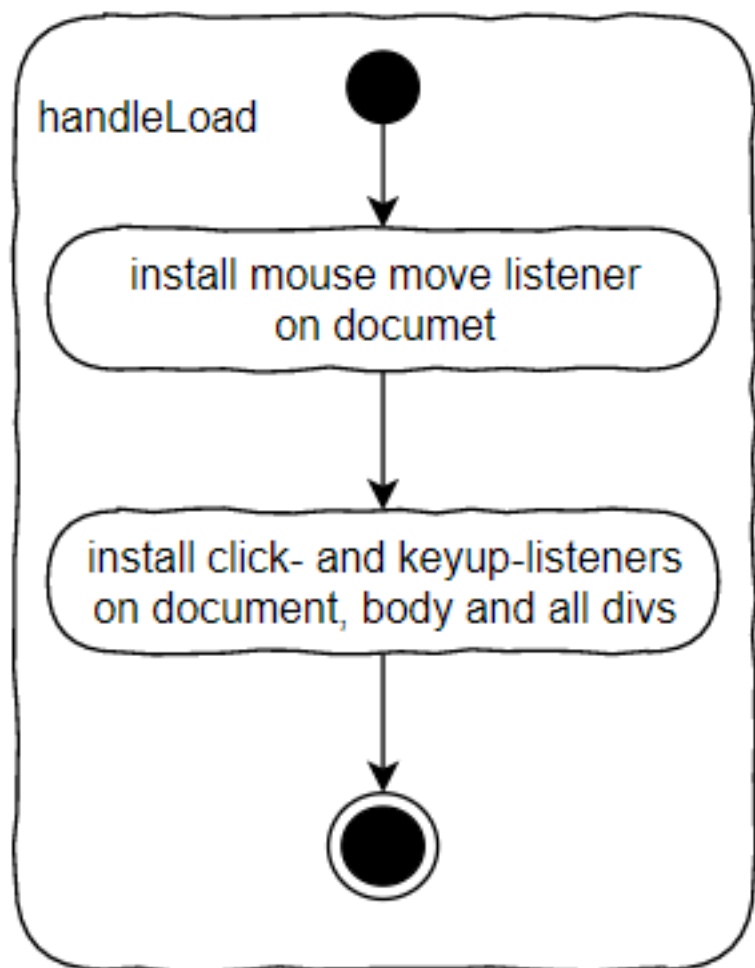 handleLoad
install mouse move listener
on documet
install click- and keyup-listeners
on document, body and all divs